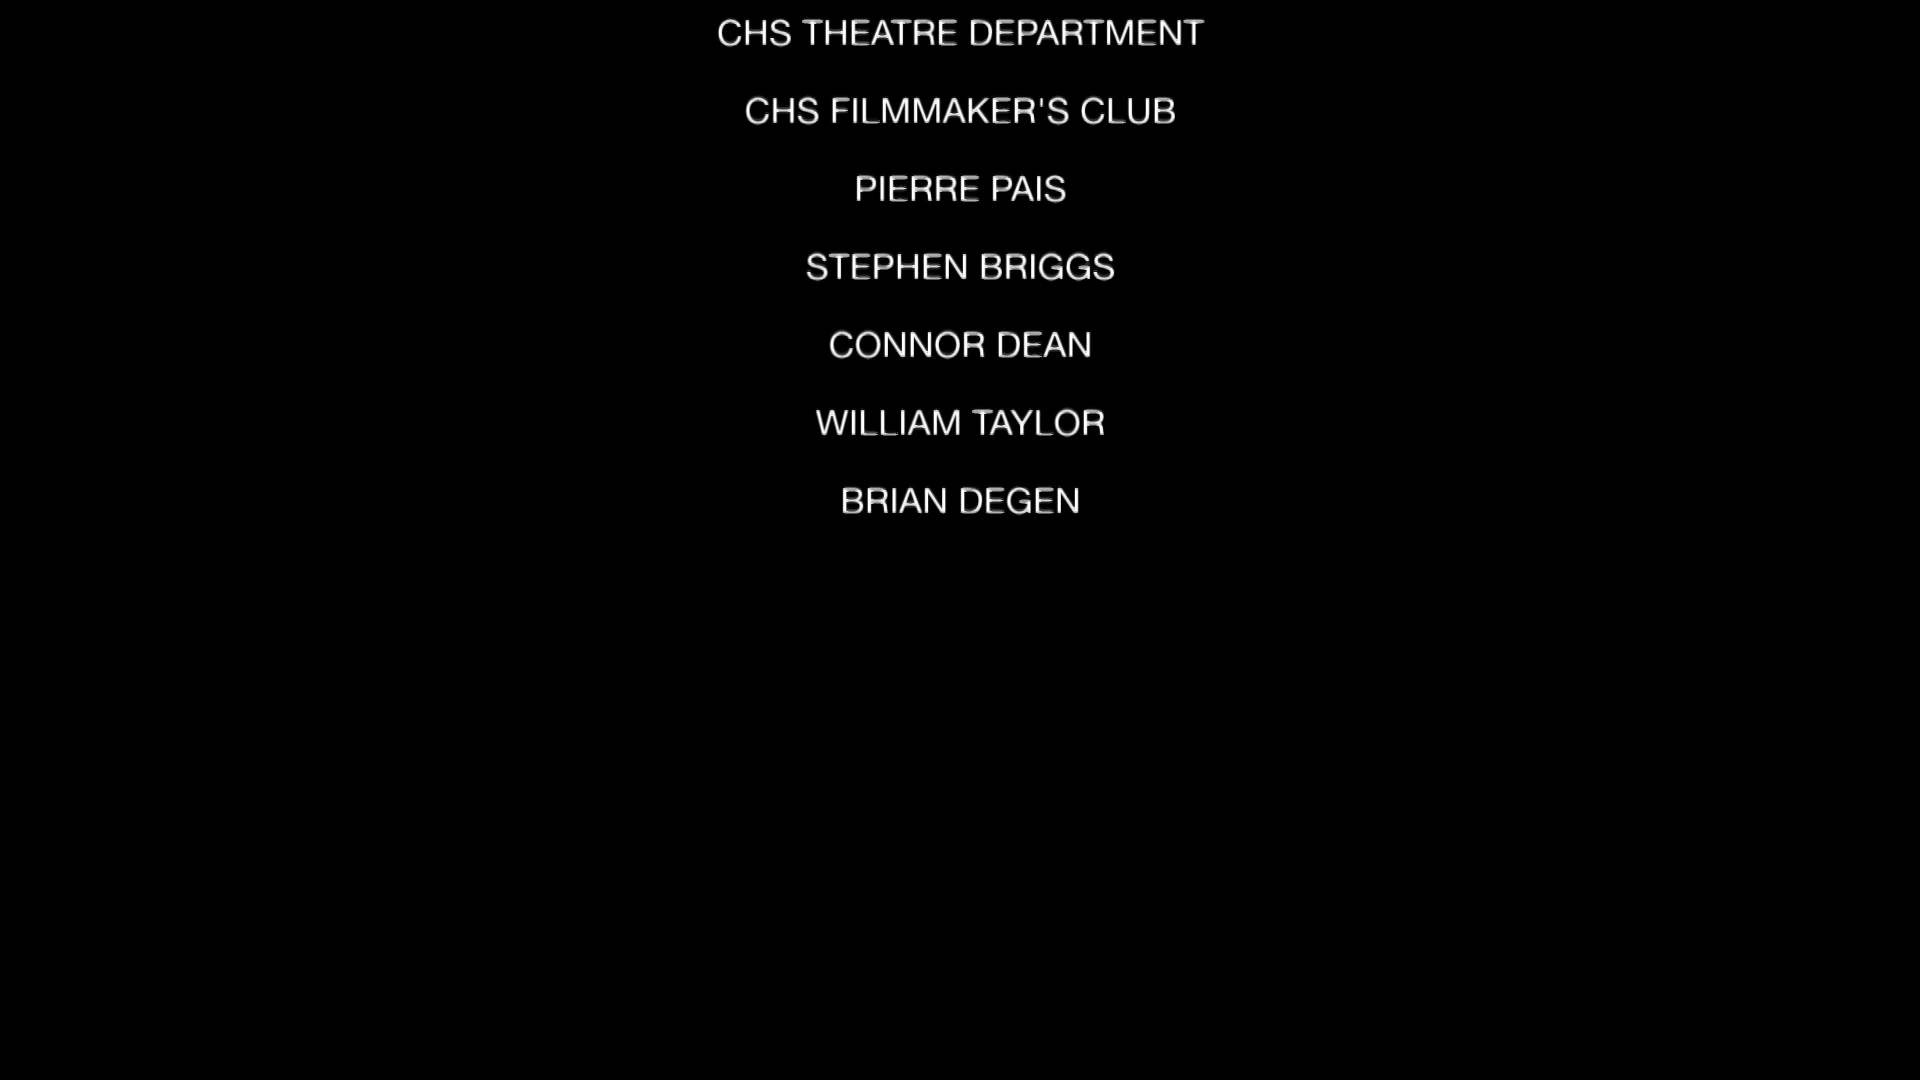 CHS THEATRE DEPARTMENT
CHS FILMMAKER'S CLUB
PIERRE PAIS
STEPHEN BRIGGS
CONNOR DEAN
WILLIAM TAYLOR
BRIAN DEGEN